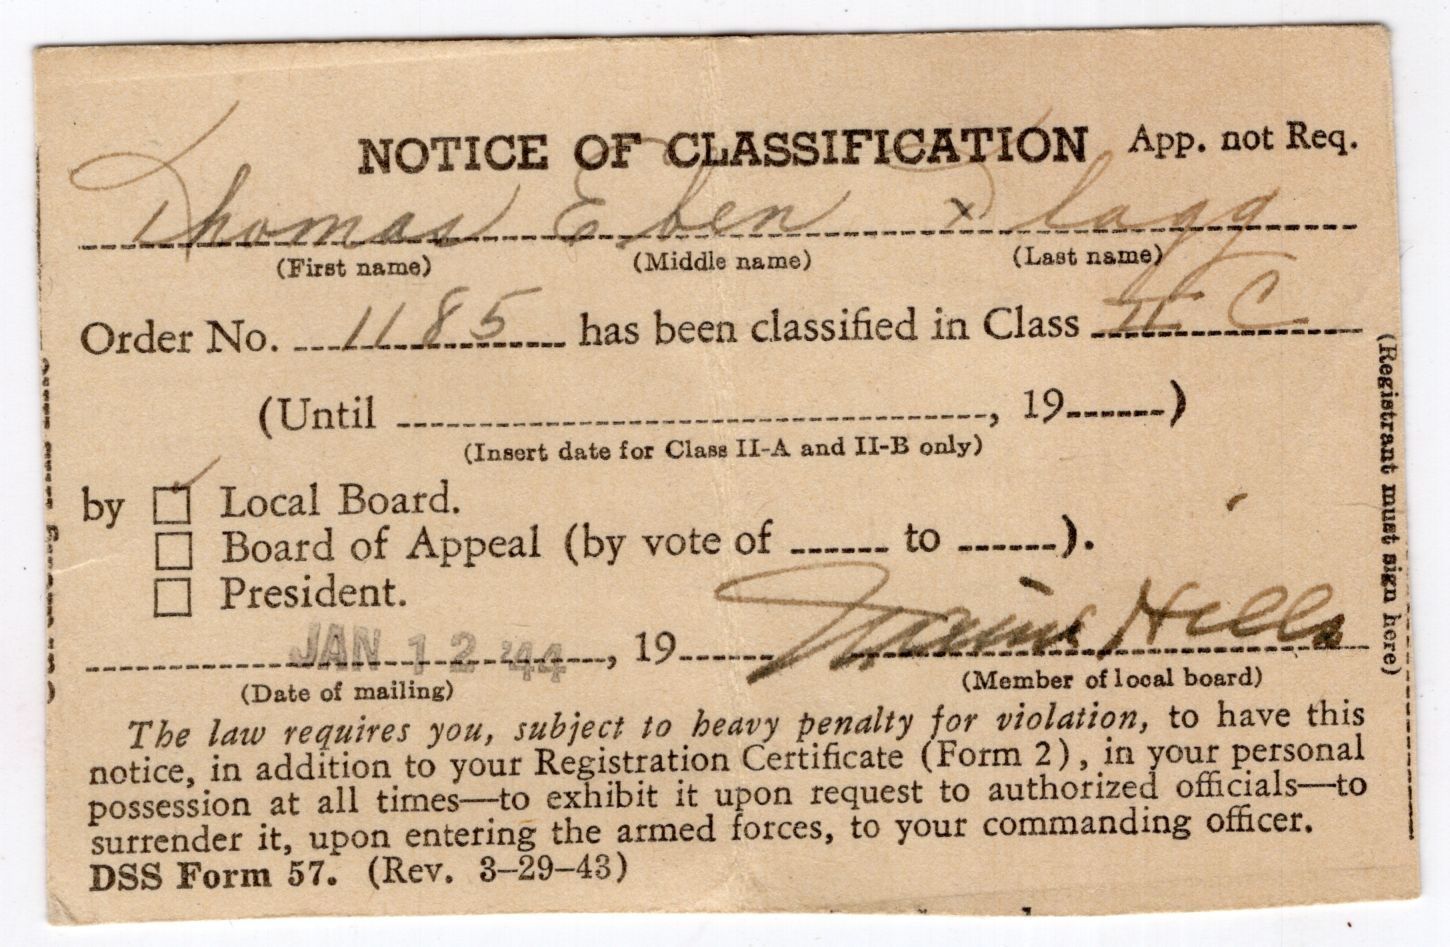 NOTICE OF CLASSIFICATION App. not Req.
Thomas Eben Plagg
(First name) (Middle name) (Last name)
Order No. 1185 has been classified in Class II C
(Until , 19 )
(Insert date for Class II-A and II-B only)
by Local Board.
Board of Appeal (by vote of to ).
President.
JAN 12 '44 , 19 Hills
(Date of mailing) (Member of local board)
The law requires you, subject to heavy penalty for violation, to have this
notice, in addition to your Registration Certificate (Form 2), in your personal
possession at all times—to exhibit it upon request to authorized officials—to
surrender it, upon entering the armed forces, to your commanding officer.
DSS Form 57. (Rev. 3-29-43)
(Registrant must sign here)